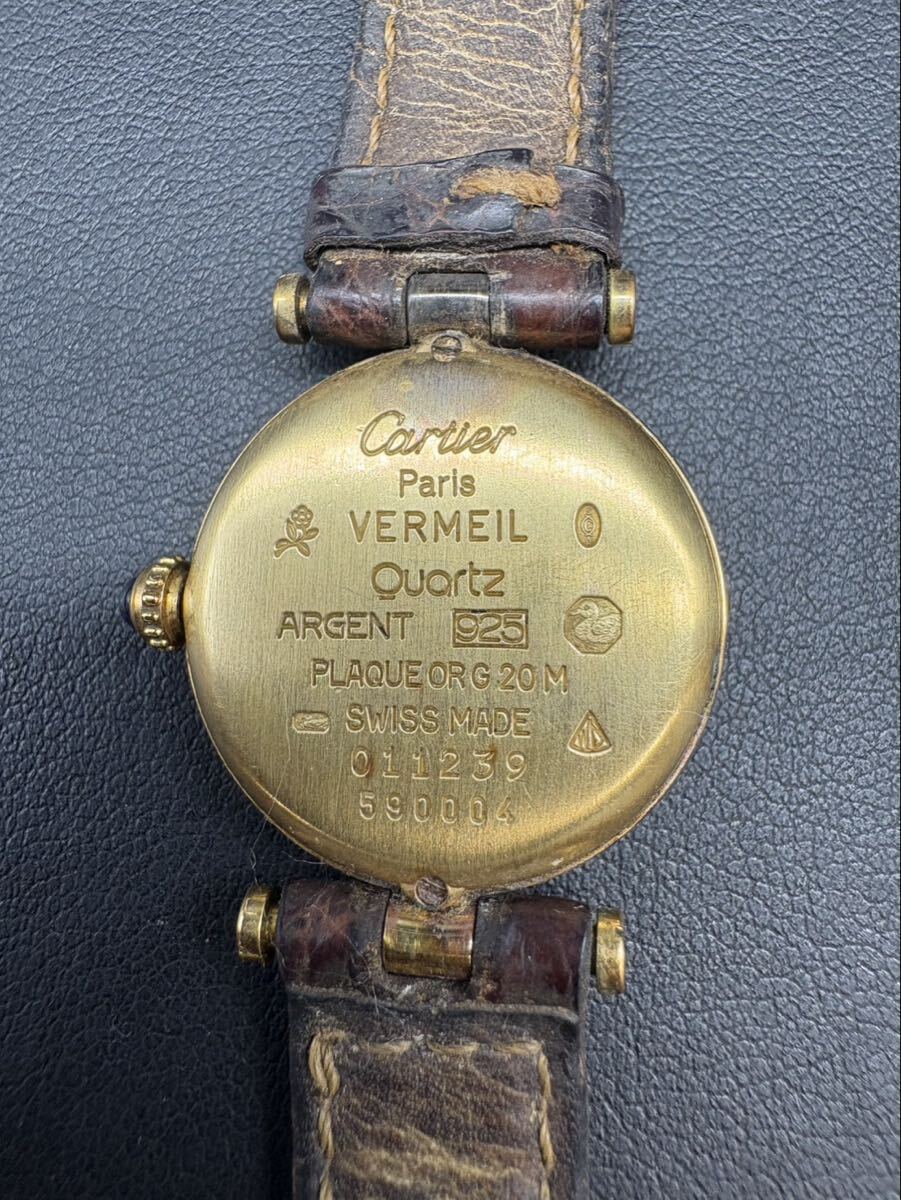 Cartier
Paris
VERMEIL
Quartz
ARGENT 925
PLAQUE OR G 20 M
SWISS MADE
011239
590004